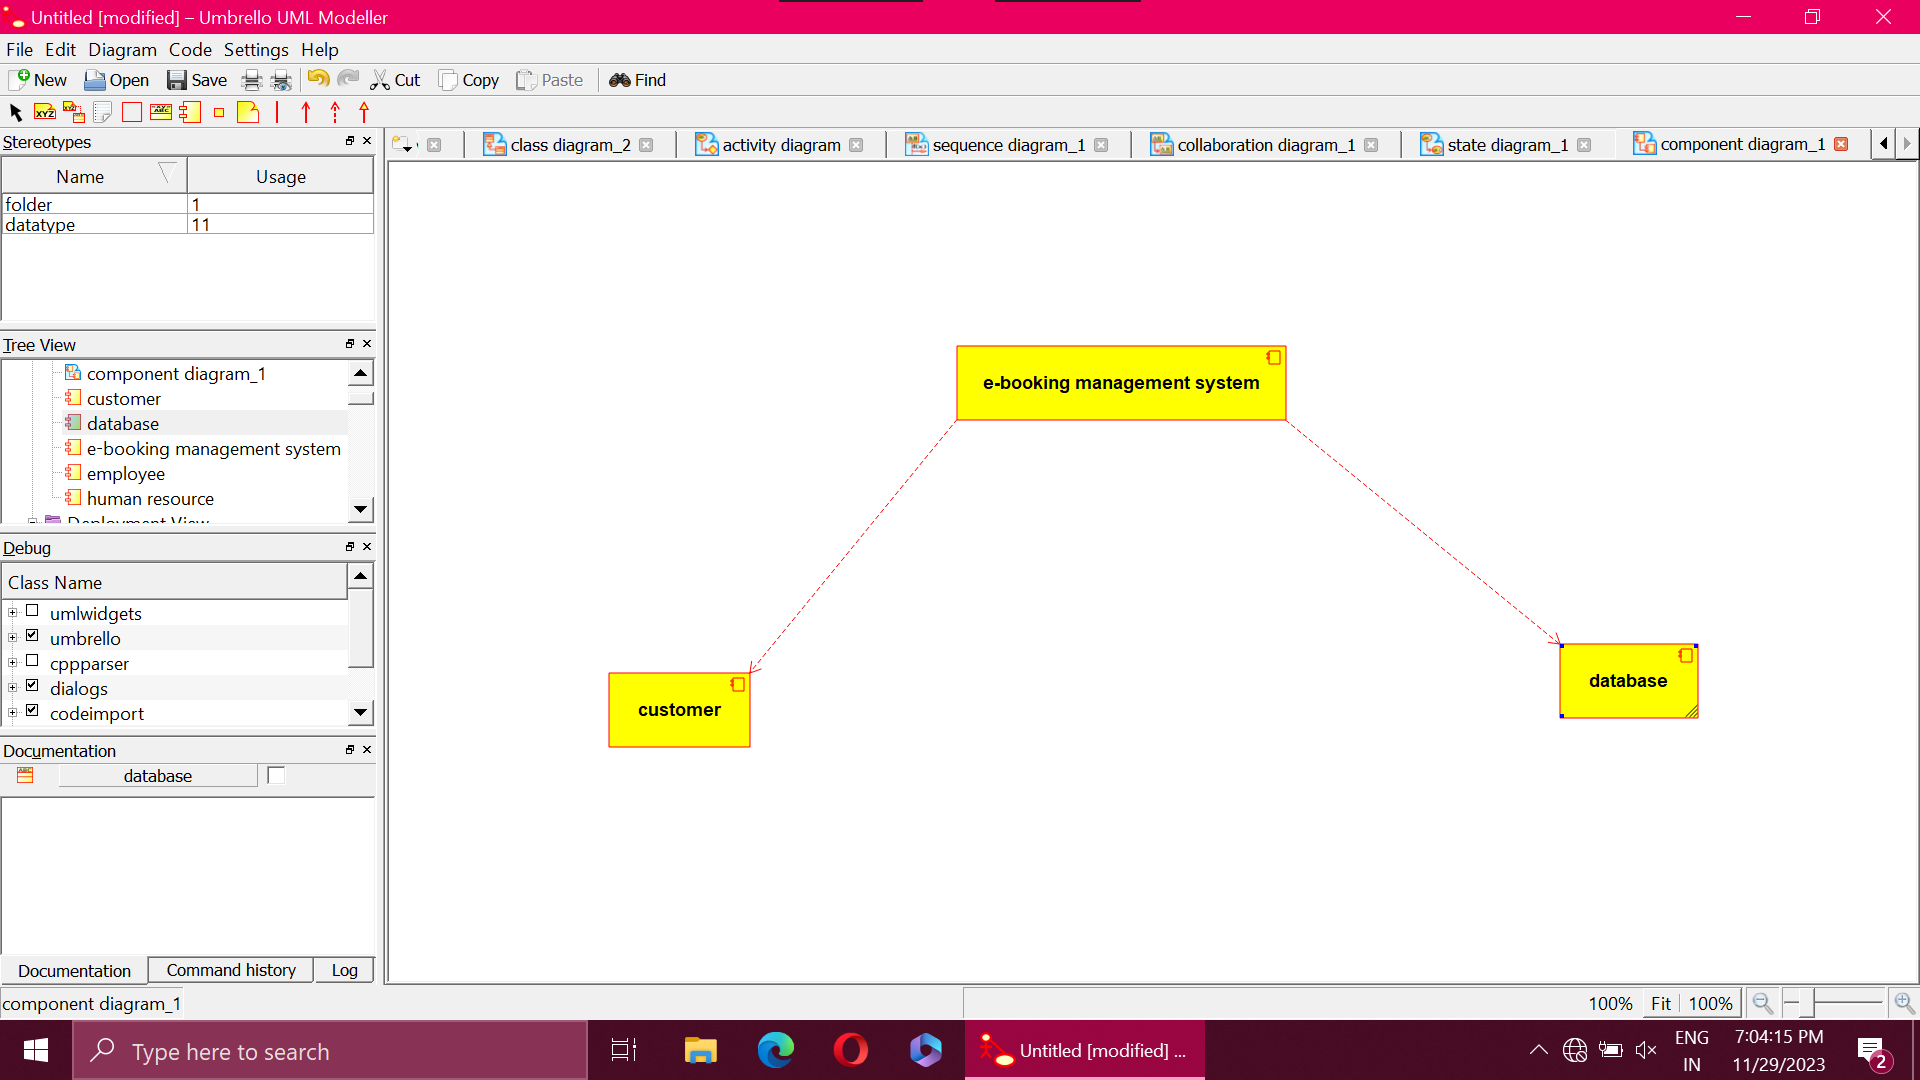 Untitled [modified] – Umbrello UML Modeller
File Edit Diagram Code Settings Help
New Open Save Cut Copy Paste Find
Stereotypes
Name Usage
folder 1
datatype 11
class diagram_2 activity diagram sequence diagram_1 collaboration diagram_1 state diagram_1 component diagram_1
Tree View
component diagram_1
customer
database
e-booking management system
employee
human resource
Deployment View
Debug
Class Name
umlwidgets
umbrello
cppparser
dialogs
codeimport
Documentation
database
Documentation Command history Log
e-booking management system
customer
database
component diagram_1
100% Fit 100%
Type here to search
Untitled [modified] ...
ENG
IN
7:04:15 PM
11/29/2023
2